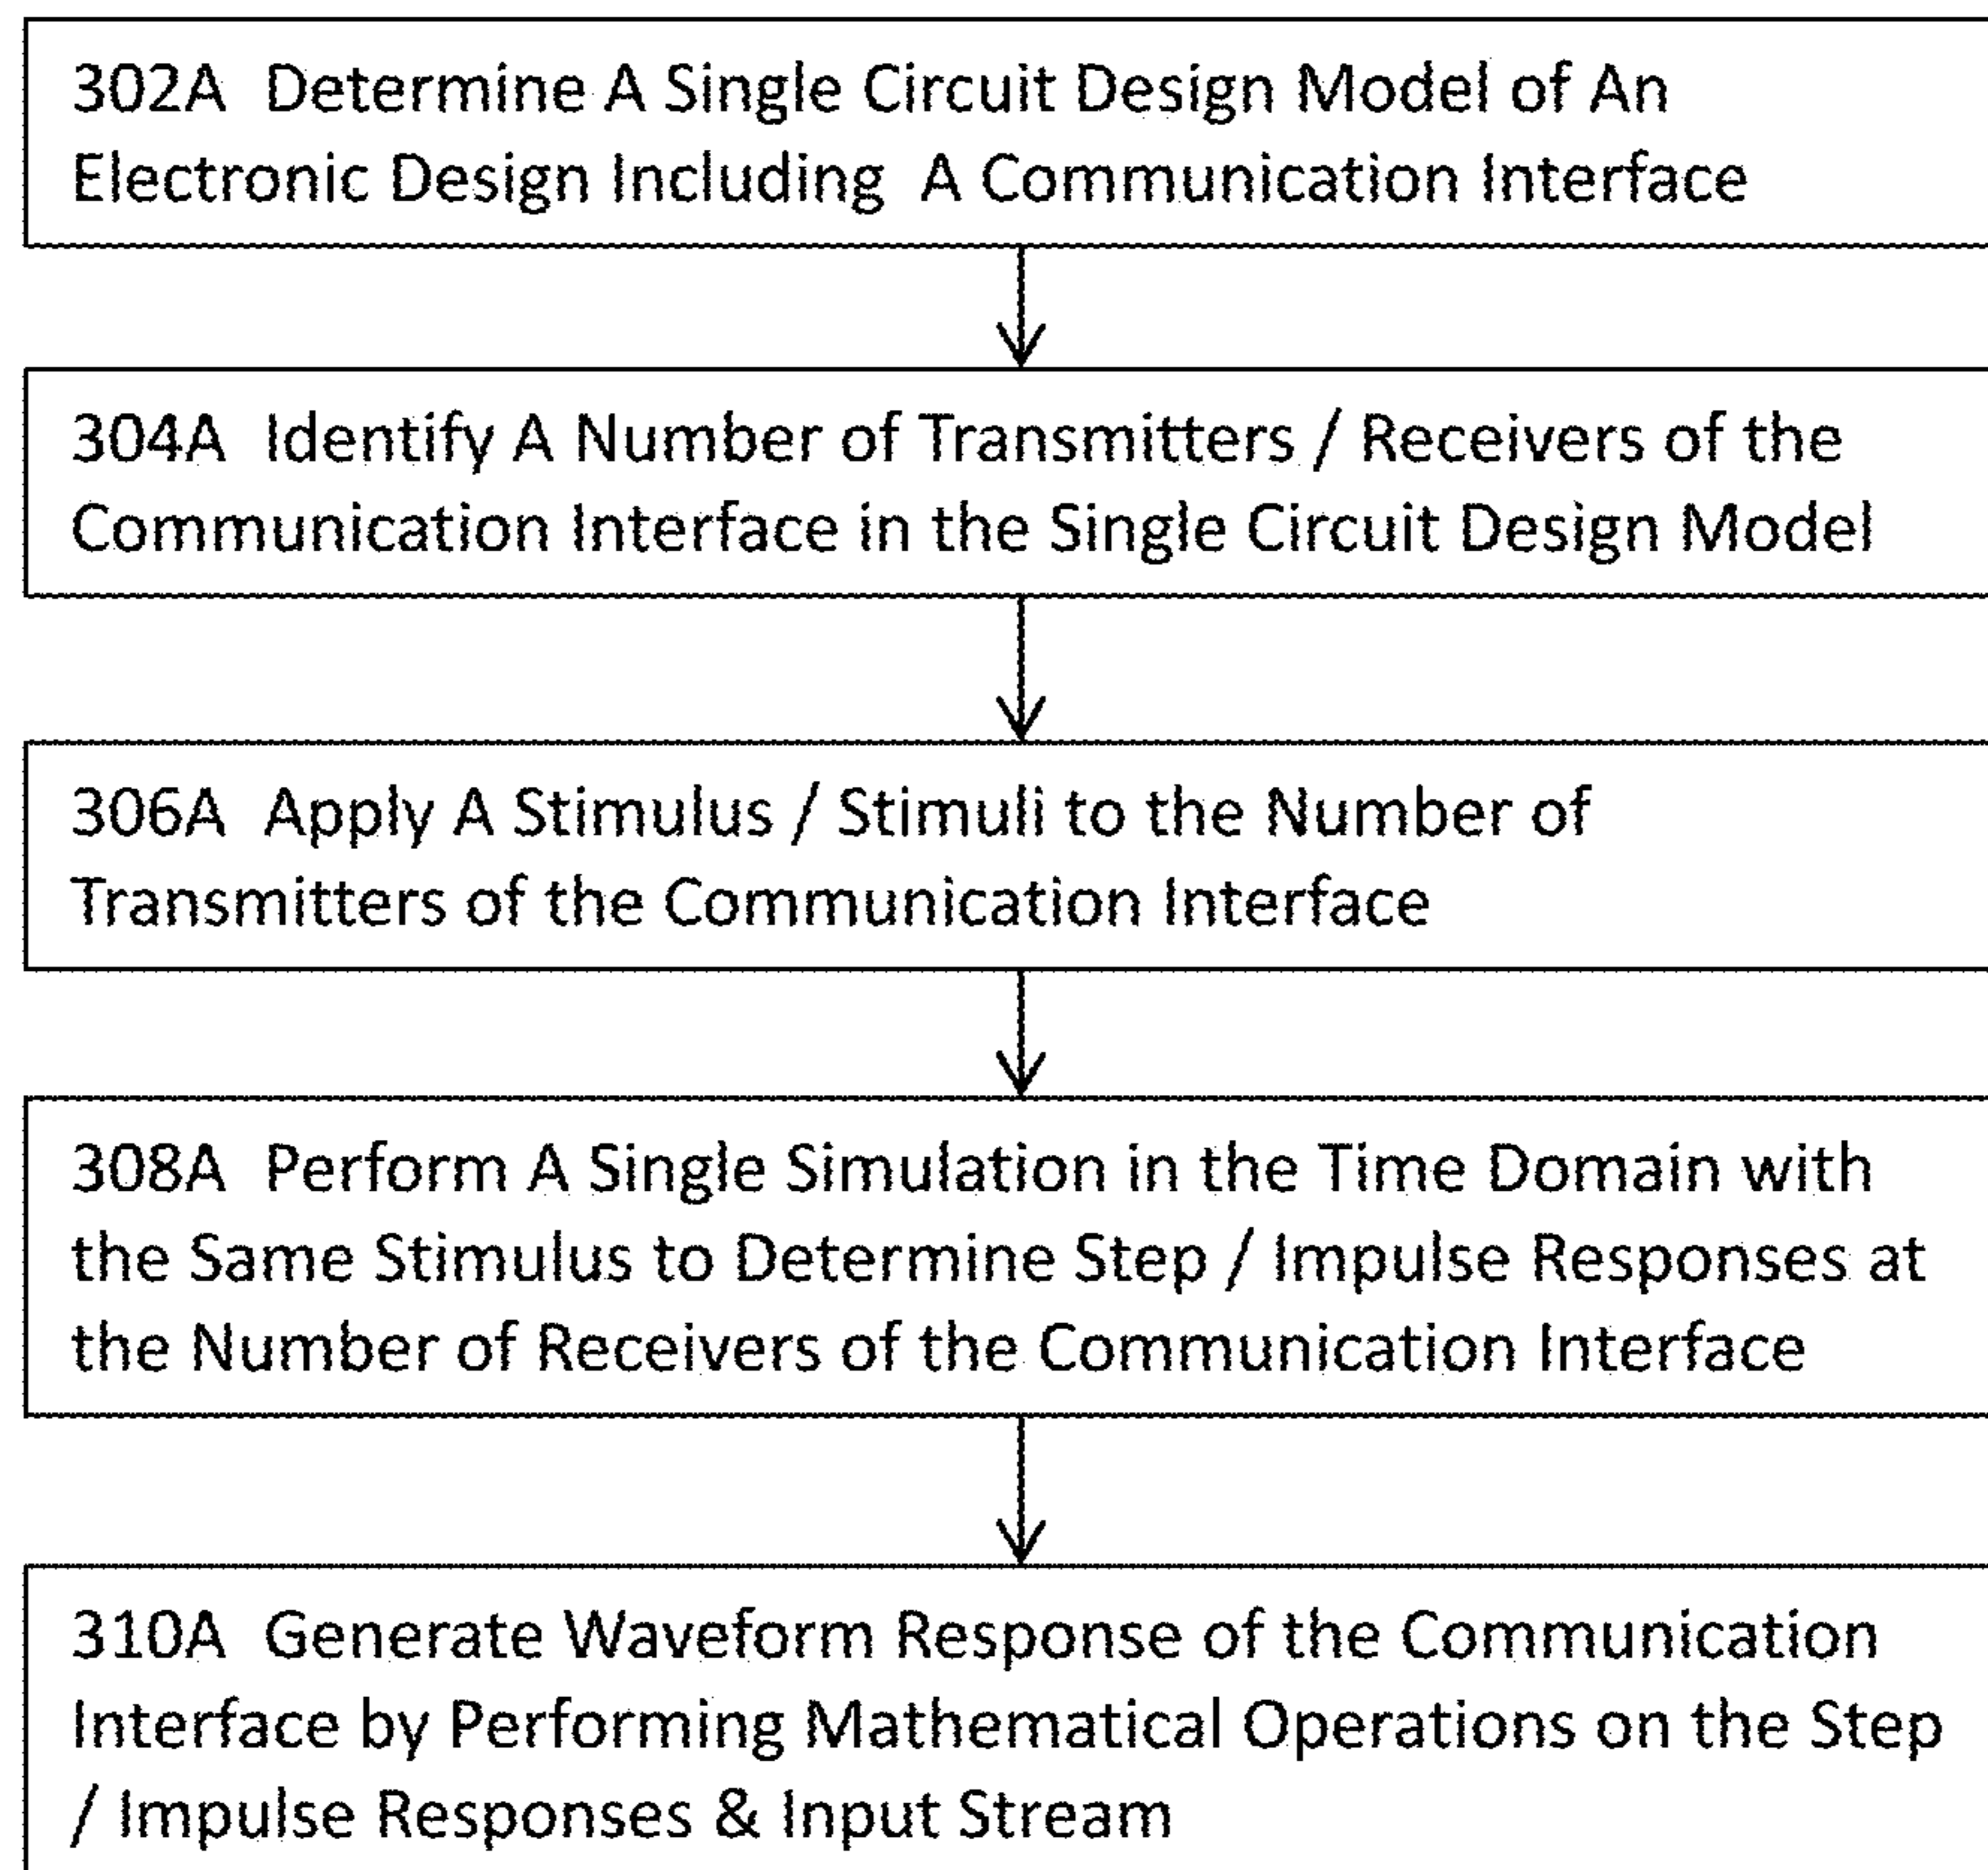 302A Determine A Single Circuit Design Model of An
Electronic Design Including A Communication Interface
304A Identify A Number of Transmitters / Receivers of the
Communication Interface in the Single Circuit Design Model
306A Apply A Stimulus / Stimuli to the Number of
Transmitters of the Communication Interface
308A Perform A Single Simulation in the Time Domain with
the Same Stimulus to Determine Step / Impulse Responses at
the Number of Receivers of the Communication Interface
310A Generate Waveform Response of the Communication
Interface by Performing Mathematical Operations on the Step
/ Impulse Responses & Input Stream